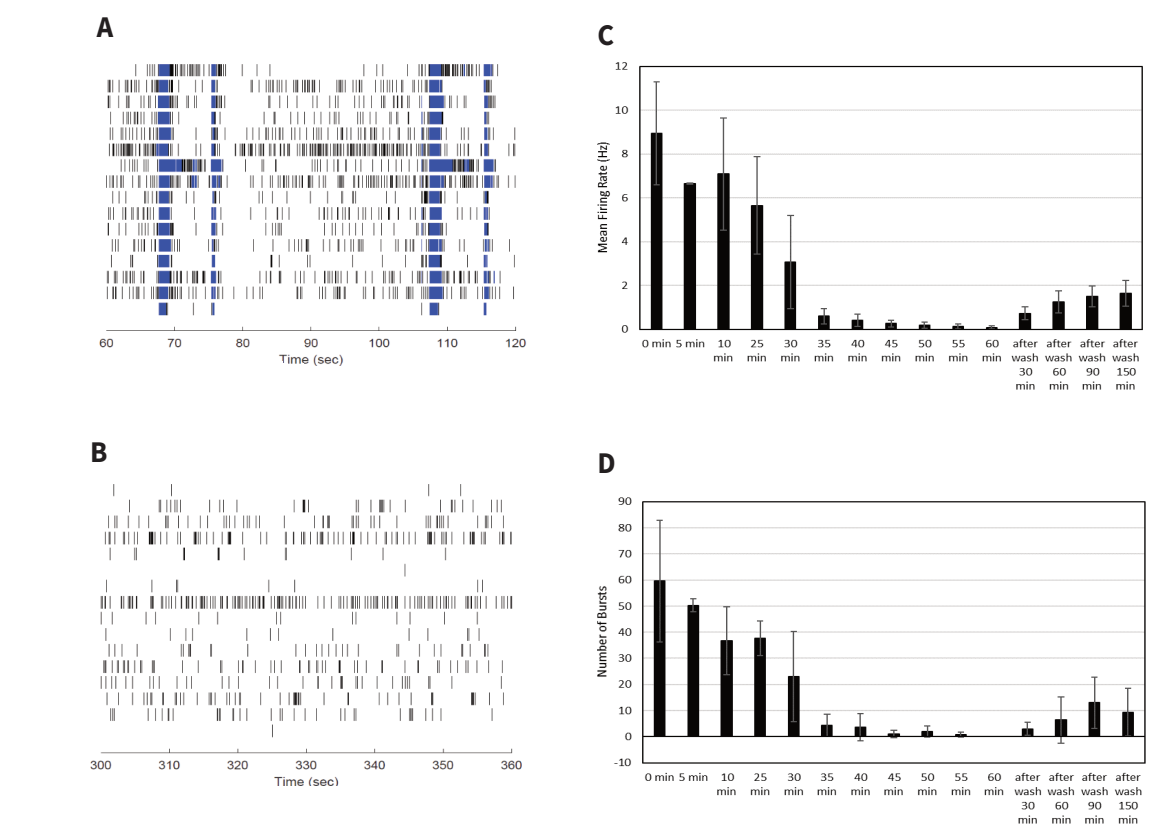 A
60 70 80 90 100 110 120
Time (sec)
B
300 310 320 330 340 350 360
Time (sec)
C
Mean Firing Rate (Hz)
12
10
8
6
4
2
0
0 min 5 min 10 min 25 min 30 min 35 min 40 min 45 min 50 min 55 min 60 min after wash 30 min after wash 60 min after wash 90 min after wash 150 min
D
Number of Bursts
90
80
70
60
50
40
30
20
10
0
-10
0 min 5 min 10 min 25 min 30 min 35 min 40 min 45 min 50 min 55 min 60 min after wash 30 min after wash 60 min after wash 90 min after wash 150 min